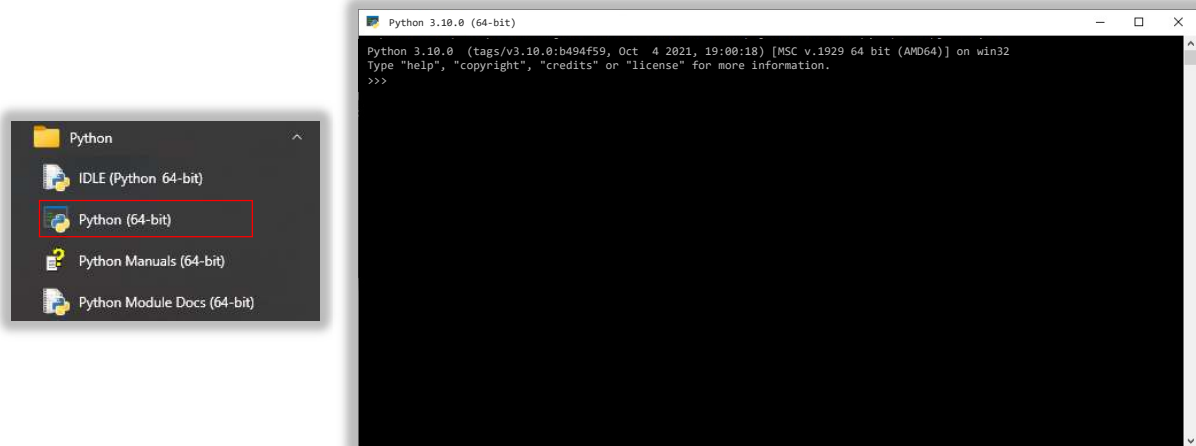 Python
IDLE (Python 64-bit)
Python (64-bit)
Python Manuals (64-bit)
Python Module Docs (64-bit)
Python 3.10.0 (64-bit)
Python 3.10.0  (tags/v3.10.0:b494f59, Oct  4 2021, 19:00:18) [MSC v.1929 64 bit (AMD64)] on win32
Type "help", "copyright", "credits" or "license" for more information.
>>>